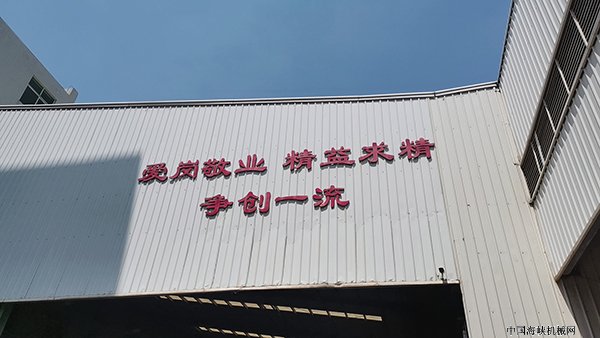 爱岗敬业 精益求精
争创一流
中国海峡机械网